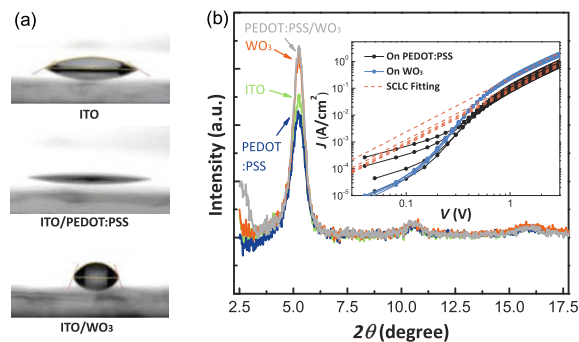 (a)
ITO
ITO/PEDOT:PSS
ITO/WO₃
(b)
PEDOT:PSS/WO₃
WO₃
ITO
PEDOT
:PSS
Intensity (a.u.)
2.5 5.0 7.5 10.0 12.5 15.0 17.5
2θ (degree)
On PEDOT:PSS
On WO₃
SCLC Fitting
J (A/cm²)
10⁰
10⁻¹
10⁻²
10⁻³
10⁻⁴
10⁻⁵
0.1 1
V (V)